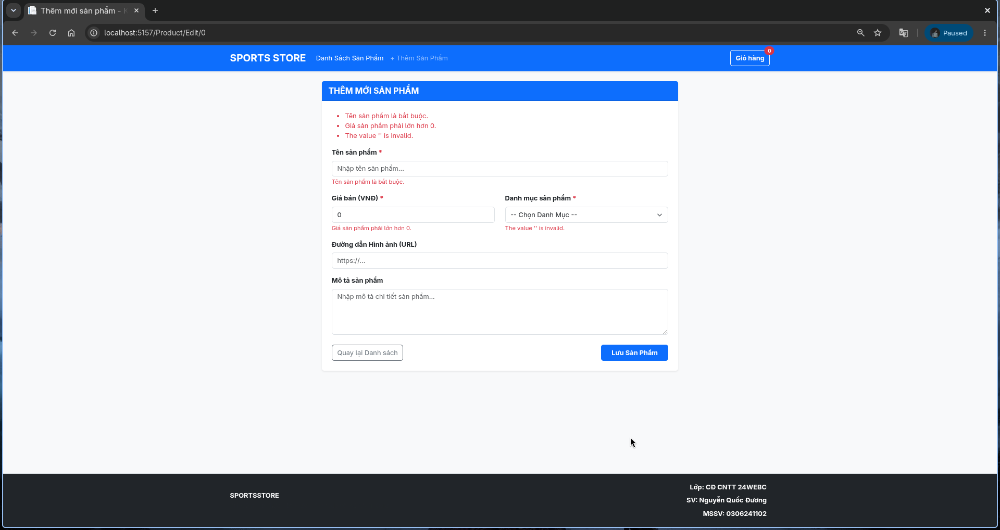 Thêm mới sản phẩm - K
localhost:5157/Product/Edit/0
Paused
SPORTS STORE
Danh Sách Sản Phẩm
+ Thêm Sản Phẩm
Giỏ hàng
0
THÊM MỚI SẢN PHẨM
Tên sản phẩm là bắt buộc.
Giá sản phẩm phải lớn hơn 0.
The value '' is invalid.
Tên sản phẩm *
Nhập tên sản phẩm...
Tên sản phẩm là bắt buộc.
Giá bán (VNĐ) *
Danh mục sản phẩm *
0
-- Chọn Danh Mục --
Giá sản phẩm phải lớn hơn 0.
The value '' is invalid.
Đường dẫn Hình ảnh (URL)
https://...
Mô tả sản phẩm
Nhập mô tả chi tiết sản phẩm...
Quay lại Danh sách
Lưu Sản Phẩm
SPORTSSTORE
Lớp: CĐ CNTT 24WEBC
SV: Nguyễn Quốc Đương
MSSV: 0306241102